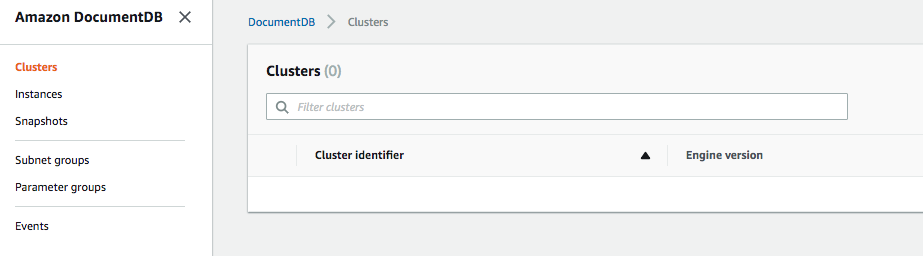 Amazon DocumentDB
Clusters
Instances
Snapshots
Subnet groups
Parameter groups
Events
DocumentDB > Clusters
Clusters (0)
Filter clusters
Cluster identifier
Engine version